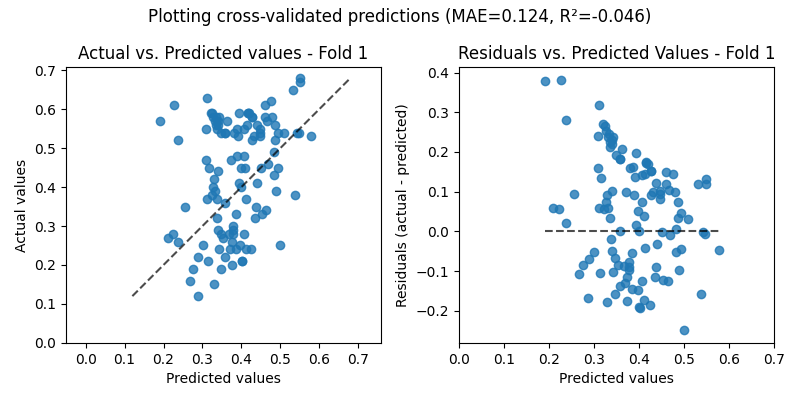 Plotting cross-validated predictions (MAE=0.124, R²=-0.046)
Actual vs. Predicted values - Fold 1
Actual values
0.7
0.6
0.5
0.4
0.3
0.2
0.1
0.0
0.0 0.1 0.2 0.3 0.4 0.5 0.6 0.7
Predicted values
Residuals vs. Predicted Values - Fold 1
Residuals (actual - predicted)
0.4
0.3
0.2
0.1
0.0
−0.1
−0.2
0.0 0.1 0.2 0.3 0.4 0.5 0.6 0.7
Predicted values